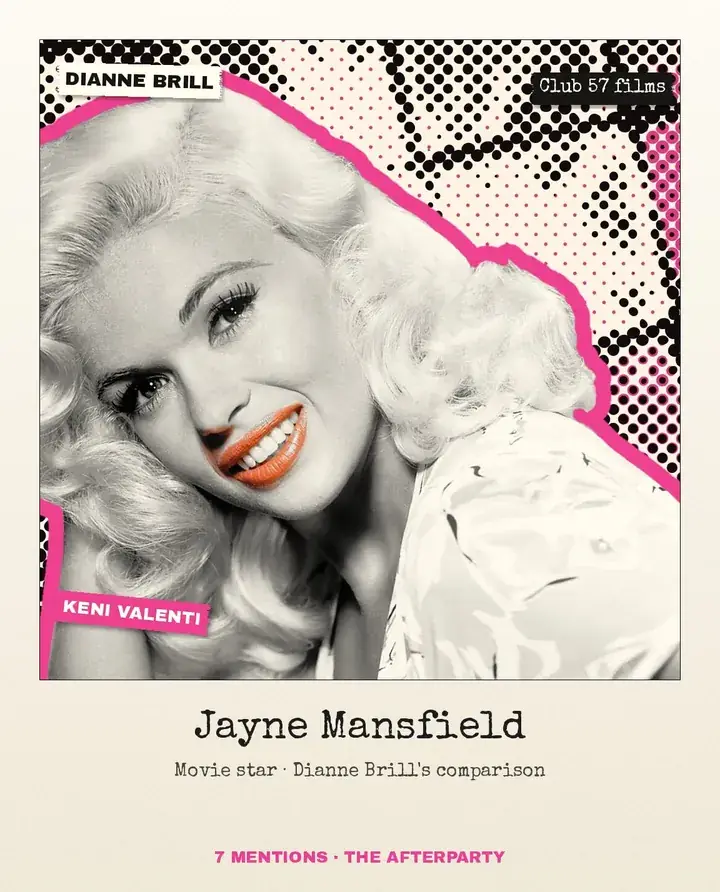 DIANNE BRILL
Club 57 films
KENI VALENTI
Jayne Mansfield
Movie star · Dianne Brill's comparison
7 MENTIONS · THE AFTERPARTY